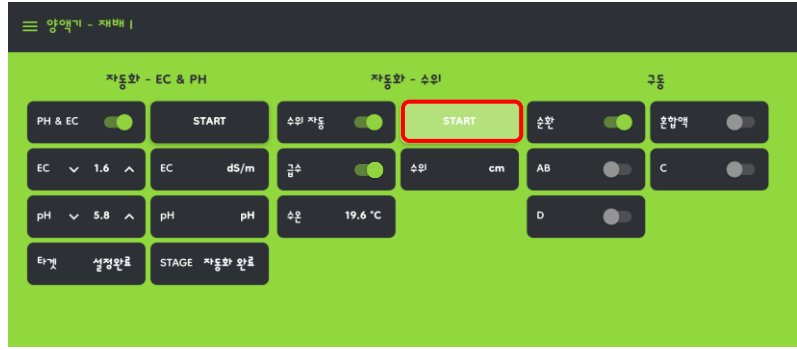 양액기 - 재배 1
자동화 - EC & PH
자동화 - 수위
구동
PH & EC
START
수위 자동
START
순환
혼합액
EC 1.6
EC dS/m
급수
수위 cm
AB
C
pH 5.8
pH pH
수온 19.6 °C
D
타겟 설정완료
STAGE 자동화 완료